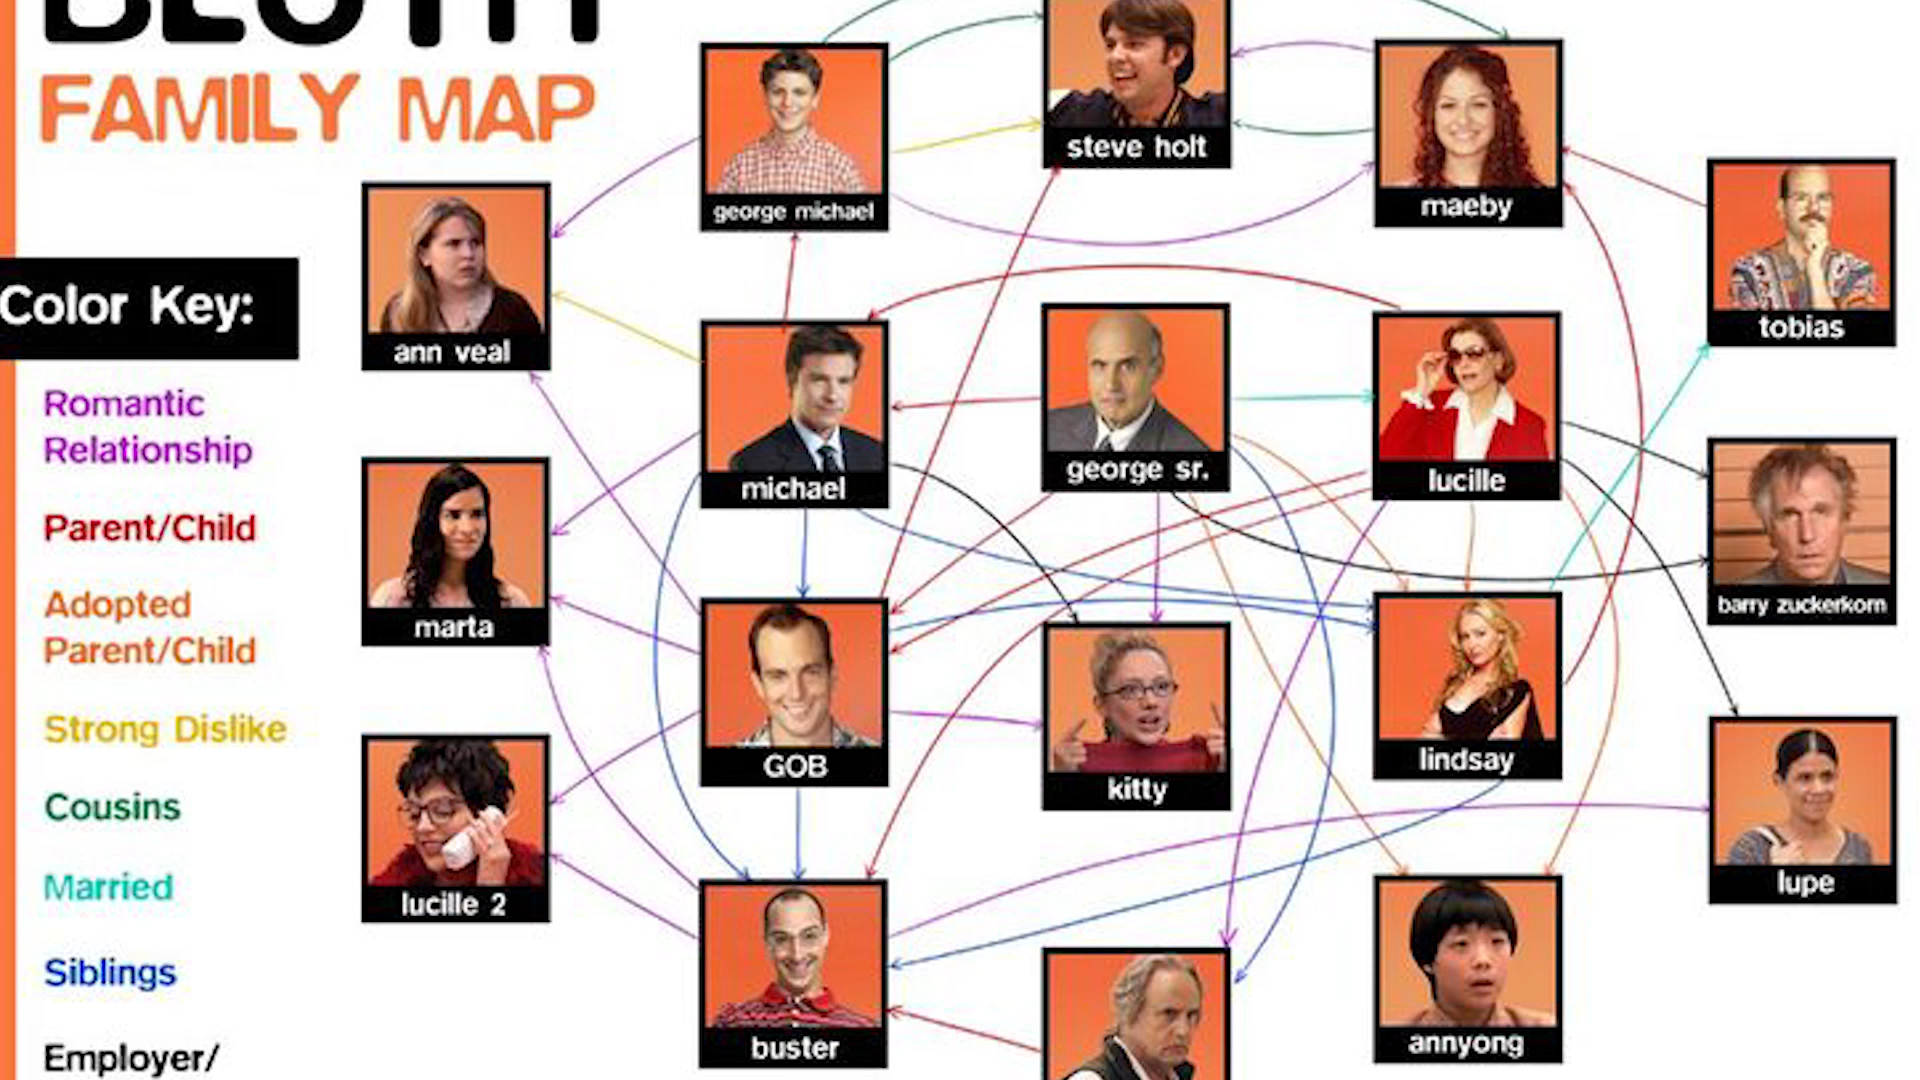 BLUTH
FAMILY MAP
Color Key:
Romantic
Relationship
Parent/Child
Adopted
Parent/Child
Strong Dislike
Cousins
Married
Siblings
Employer/
steve holt
george michael
maeby
tobias
ann veal
michael
george sr.
lucille
barry zuckerkorn
marta
GOB
kitty
lindsay
lupe
lucille 2
buster
annyong